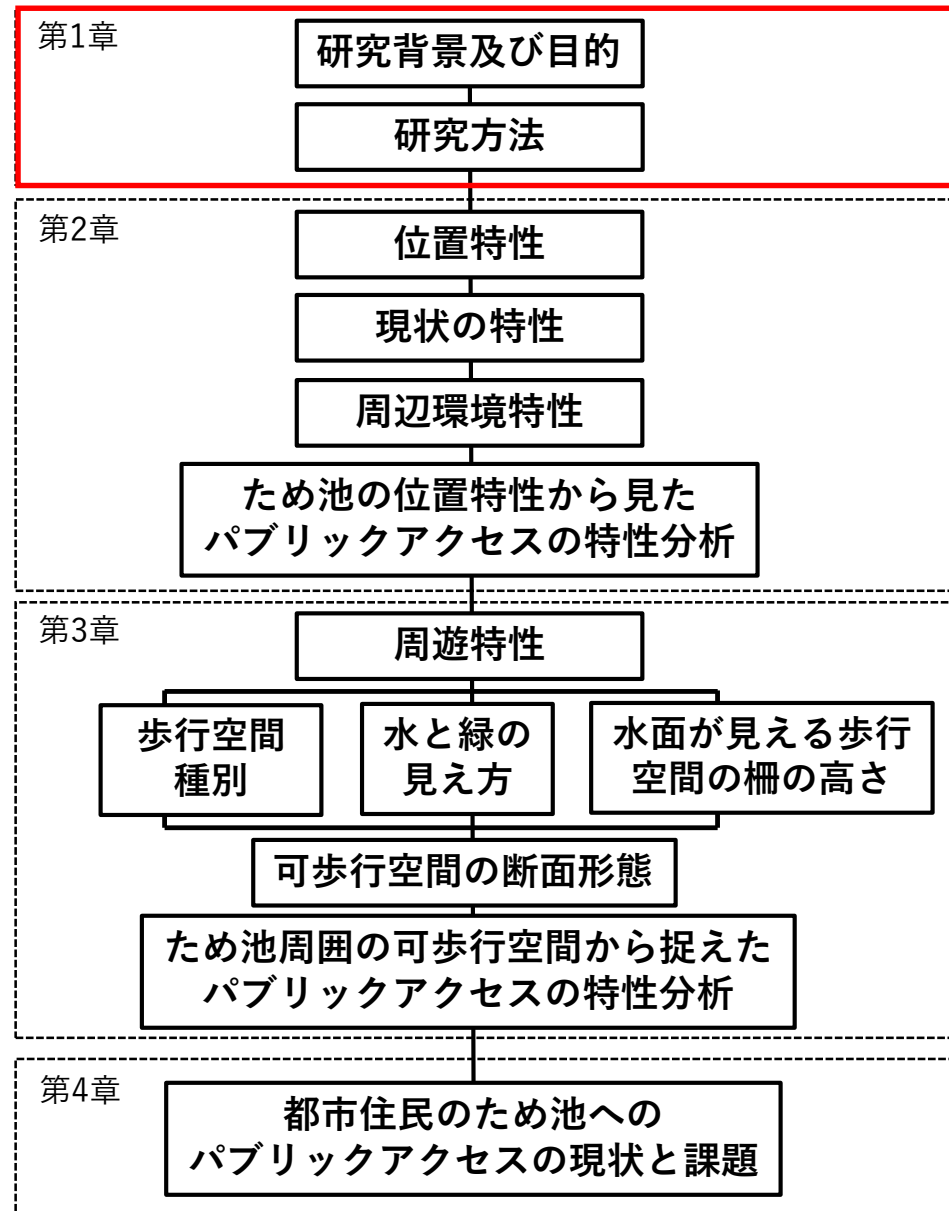 第1章
研究背景及び目的
研究方法
第2章
位置特性
現状の特性
周辺環境特性
ため池の位置特性から見た
パブリックアクセスの特性分析
第3章
周遊特性
歩行空間
種別
水と緑の
見え方
水面が見える歩行
空間の柵の高さ
可歩行空間の断面形態
ため池周囲の可歩行空間から捉えた
パブリックアクセスの特性分析
第4章
都市住民のため池への
パブリックアクセスの現状と課題